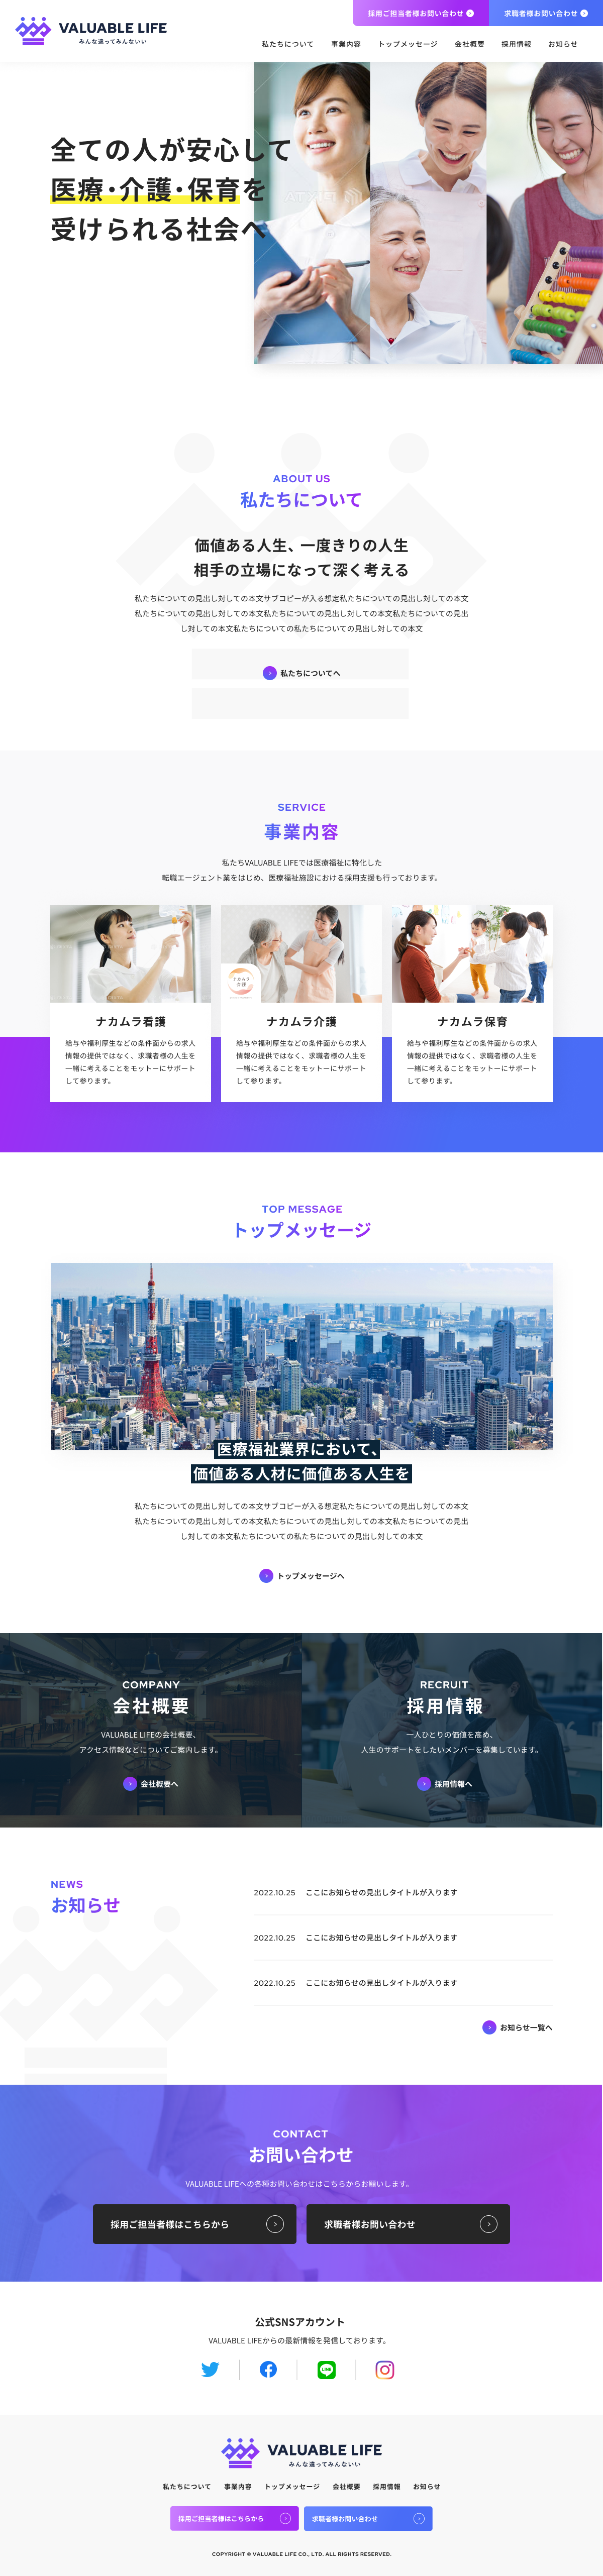 VALUABLE LIFE
みんな違ってみんないい
採用ご担当者様お問い合わせ
求職者様お問い合わせ
私たちについて 事業内容 トップメッセージ 会社概要 採用情報 お知らせ
全ての人が安心して
医療・介護・保育を
受けられる社会へ
ABOUT US
私たちについて
価値ある人生、一度きりの人生
相手の立場になって深く考える
私たちについての見出し対しての本文サブコピーが入る想定私たちについての見出し対しての本文
私たちについての見出し対しての本文私たちについての見出し対しての本文私たちについての見出
し対しての本文私たちについての私たちについての見出し対しての本文
私たちについてへ
SERVICE
事業内容
私たちVALUABLE LIFEでは医療福祉に特化した
転職エージェント業をはじめ、医療福祉施設における採用支援も行っております。
ナカムラ
介護
ナカムラ看護
給与や福利厚生などの条件面からの求人
情報の提供ではなく、求職者様の人生を
一緒に考えることをモットーにサポート
して参ります。
ナカムラ介護
給与や福利厚生などの条件面からの求人
情報の提供ではなく、求職者様の人生を
一緒に考えることをモットーにサポート
して参ります。
ナカムラ保育
給与や福利厚生などの条件面からの求人
情報の提供ではなく、求職者様の人生を
一緒に考えることをモットーにサポート
して参ります。
TOP MESSAGE
トップメッセージ
医療福祉業界において、
価値ある人材に価値ある人生を
私たちについての見出し対しての本文サブコピーが入る想定私たちについての見出し対しての本文
私たちについての見出し対しての本文私たちについての見出し対しての本文私たちについての見出
し対しての本文私たちについての私たちについての見出し対しての本文
トップメッセージへ
COMPANY
会社概要
VALUABLE LIFEの会社概要、
アクセス情報などについてご案内します。
会社概要へ
RECRUIT
採用情報
一人ひとりの価値を高め、
人生のサポートをしたいメンバーを募集しています。
採用情報へ
NEWS
お知らせ
2022.10.25 ここにお知らせの見出しタイトルが入ります
2022.10.25 ここにお知らせの見出しタイトルが入ります
2022.10.25 ここにお知らせの見出しタイトルが入ります
お知らせ一覧へ
CONTACT
お問い合わせ
VALUABLE LIFEへの各種お問い合わせはこちらからお願いします。
採用ご担当者様はこちらから
求職者様お問い合わせ
公式SNSアカウント
VALUABLE LIFEからの最新情報を発信しております。
LINE
VALUABLE LIFE
みんな違ってみんないい
私たちについて 事業内容 トップメッセージ 会社概要 採用情報 お知らせ
採用ご担当者様はこちらから
求職者様お問い合わせ
COPYRIGHT © VALUABLE LIFE CO., LTD. ALL RIGHTS RESERVED.